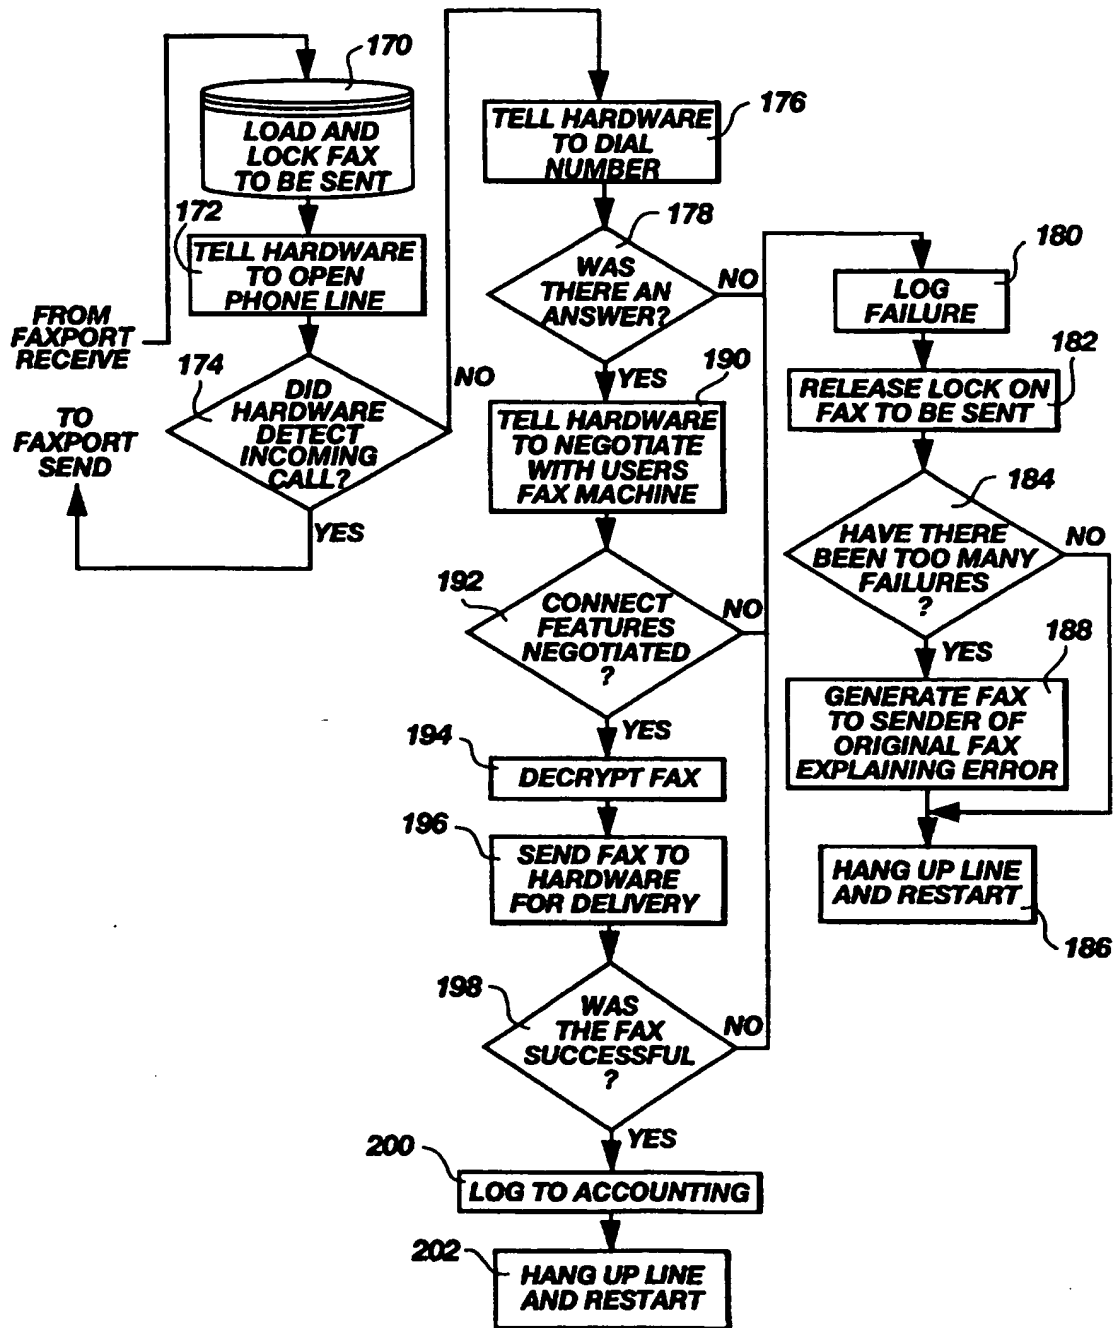 170
LOAD AND
LOCK FAX
TO BE SENT
172
TELL HARDWARE
TO OPEN
PHONE LINE
FROM
FAXPORT
RECEIVE
174
DID
HARDWARE
DETECT
INCOMING
CALL?
NO
YES
TO
FAXPORT
SEND
176
TELL HARDWARE
TO DIAL
NUMBER
178
WAS
THERE AN
ANSWER?
NO
YES
190
TELL HARDWARE
TO NEGOTIATE
WITH USERS
FAX MACHINE
192
CONNECT
FEATURES
NEGOTIATED
?
NO
YES
194
DECRYPT FAX
196
SEND FAX TO
HARDWARE
FOR DELIVERY
198
WAS
THE FAX
SUCCESSFUL
?
NO
YES
200
LOG TO ACCOUNTING
202
HANG UP LINE
AND RESTART
180
LOG
FAILURE
182
RELEASE LOCK ON
FAX TO BE SENT
184
HAVE THERE
BEEN TOO MANY
FAILURES
?
NO
YES
188
GENERATE FAX
TO SENDER OF
ORIGINAL FAX
EXPLAINING ERROR
HANG UP LINE
AND RESTART
186